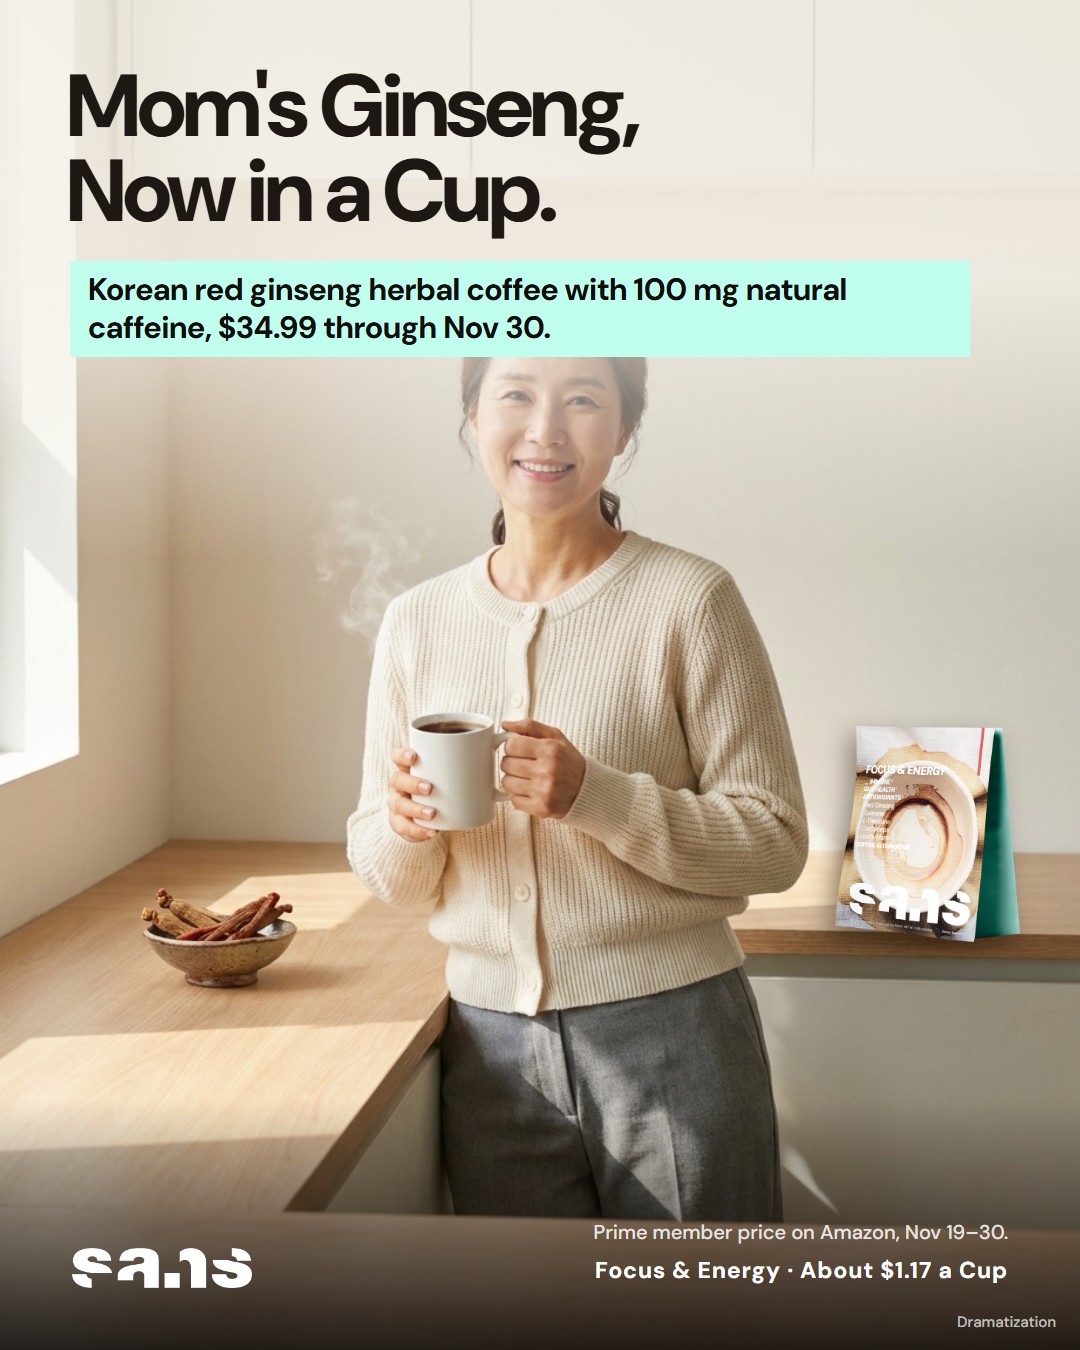 Mom's Ginseng,
Now in a Cup.
Korean red ginseng herbal coffee with 100 mg natural
caffeine, $34.99 through Nov 30.
FOCUS & ENERGY
sans
Prime member price on Amazon, Nov 19–30.
sans
Focus & Energy · About $1.17 a Cup
Dramatization